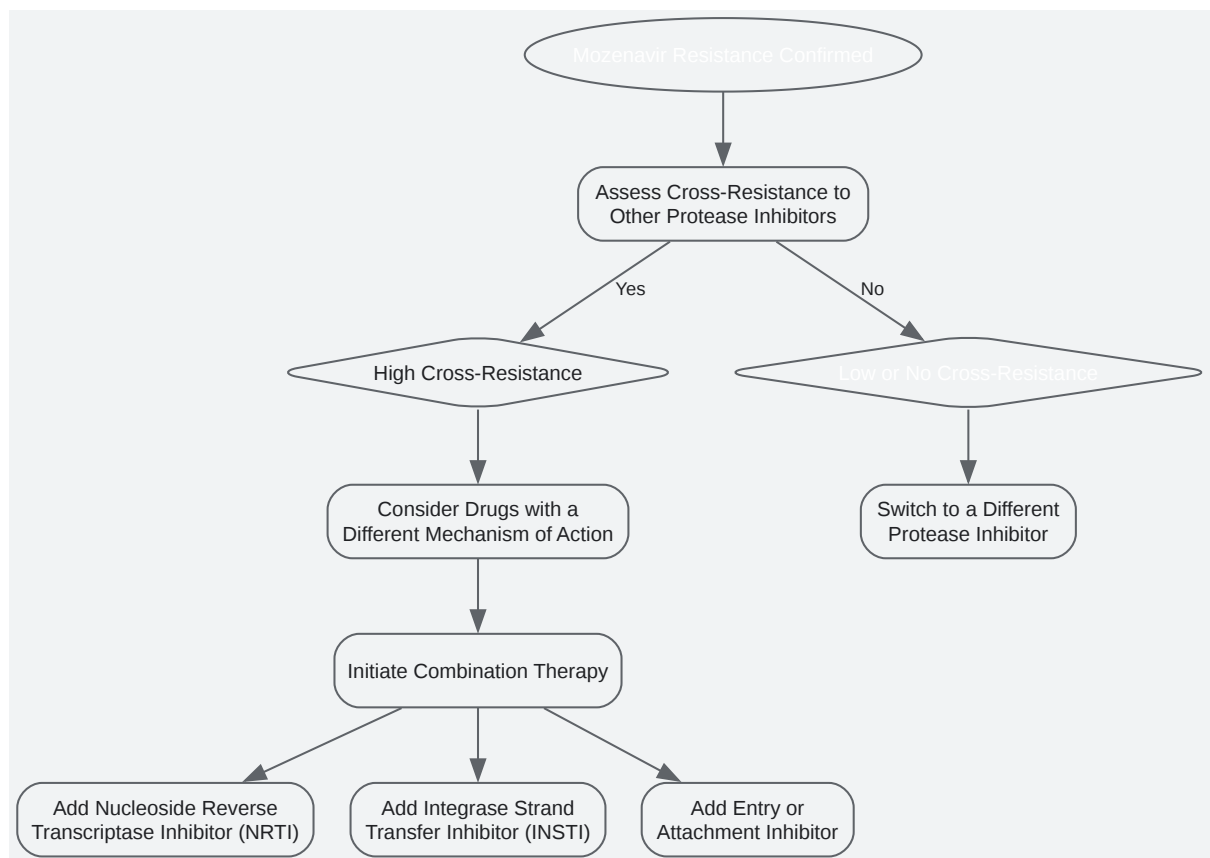 Mozenavir Resistance Confirmed
Assess Cross-Resistance to
Other Protease Inhibitors
Yes
No
High Cross-Resistance
Low or No Cross-Resistance
Consider Drugs with a
Different Mechanism of Action
Switch to a Different
Protease Inhibitor
Initiate Combination Therapy
Add Nucleoside Reverse
Transcriptase Inhibitor (NRTI)
Add Integrase Strand
Transfer Inhibitor (INSTI)
Add Entry or
Attachment Inhibitor